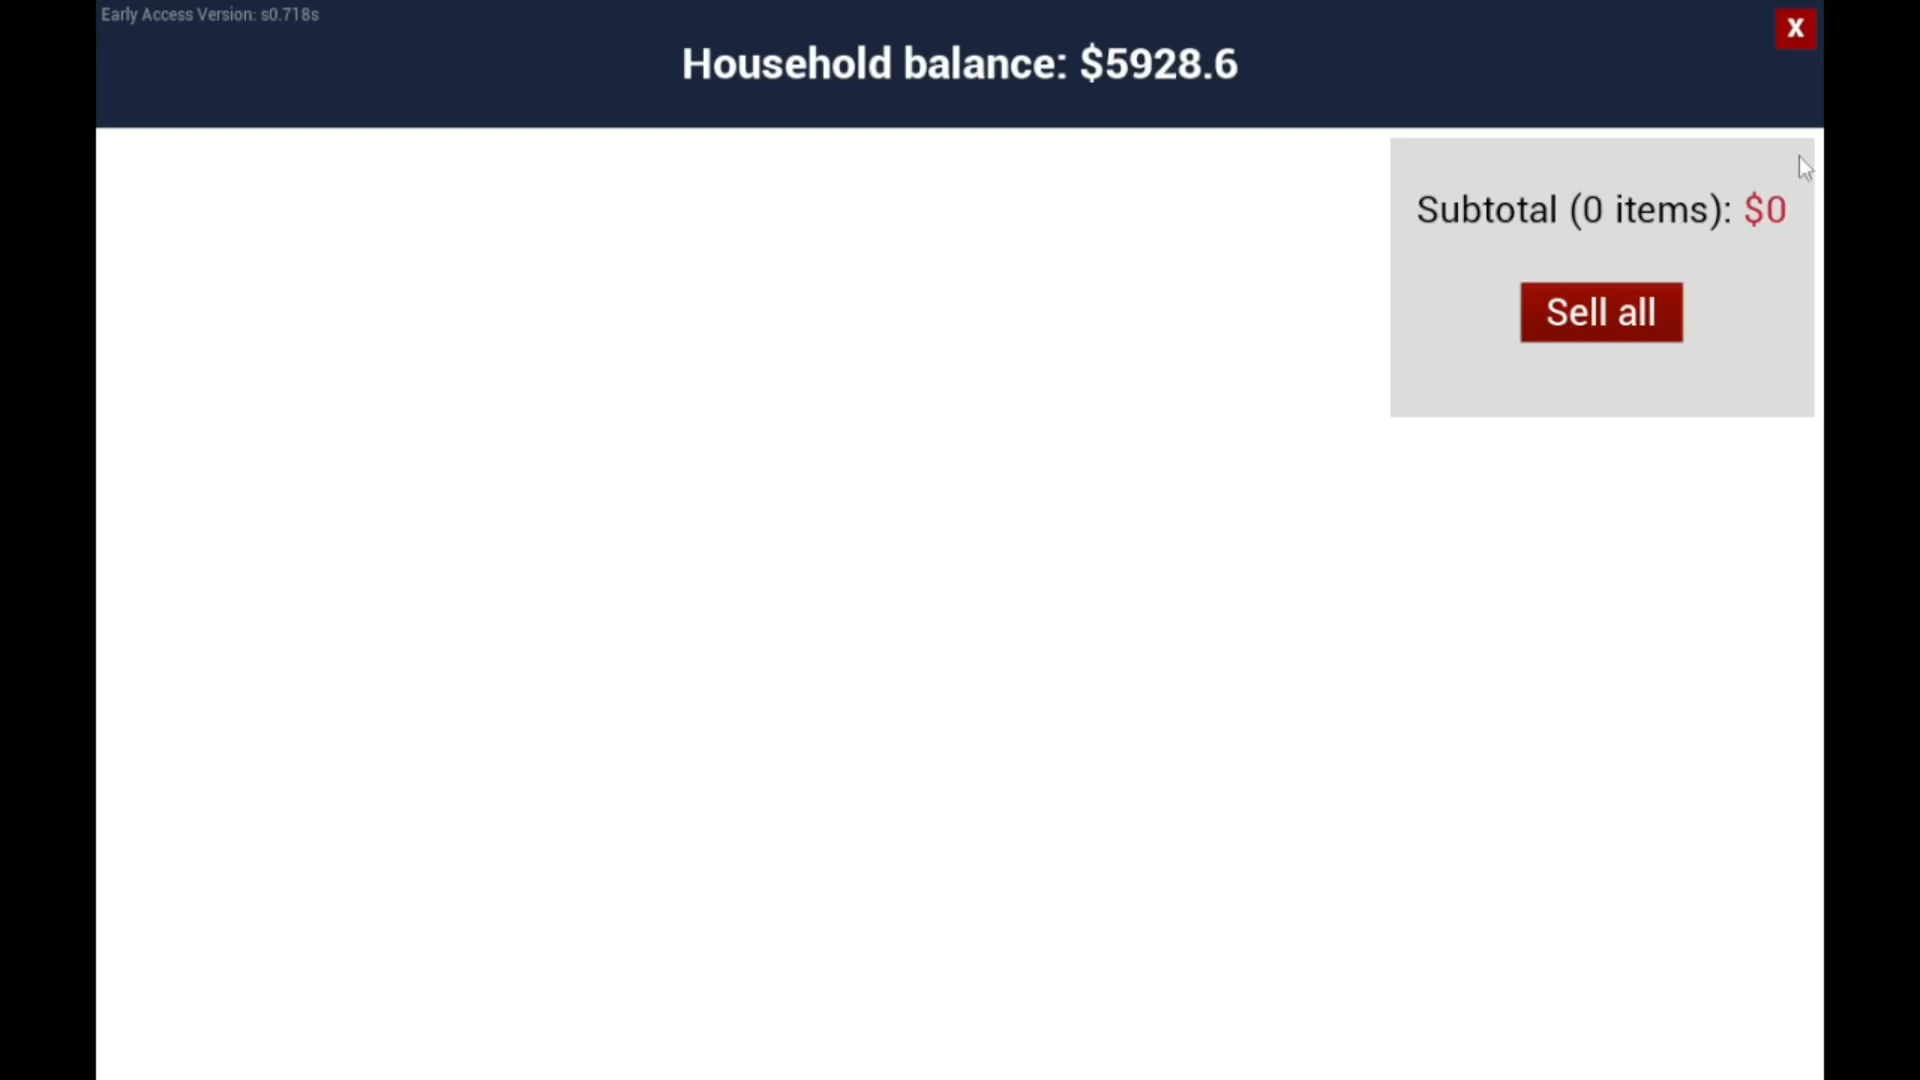 Early Access Version: s0.718s
X
Household balance: $5928.6
Subtotal (0 items): $0
Sell all